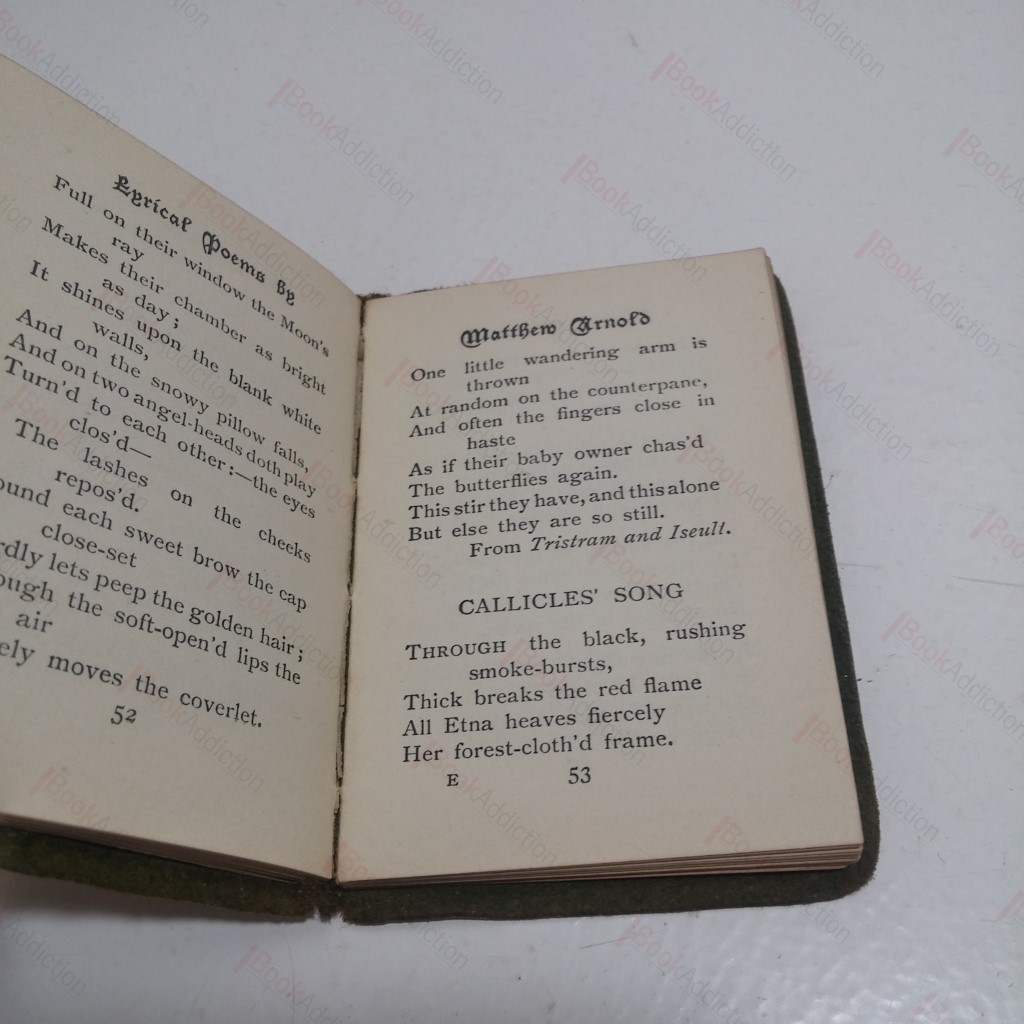 Lyrical Poems By
Full on their window the Moon's
ray
Makes their chamber as bright
as day;
It shines upon the blank white
walls,
And on the snowy pillow falls,
And on two angel-heads doth play
Turn'd to each other:—the eyes
clos'd—
The lashes on the cheeks
repos'd.
each sweet brow the cap
close-set
lets peep the golden hair;
the soft-open'd lips the
air
moves the coverlet.
52
Matthew Arnold
One little wandering arm is
thrown
At random on the counterpane,
And often the fingers close in
haste
As if their baby owner chas'd
The butterflies again.
This stir they have, and this alone
But else they are so still.
From Tristram and Iseult.
CALLICLES' SONG
THROUGH the black, rushing
smoke-bursts,
Thick breaks the red flame
All Etna heaves fiercely
Her forest-cloth'd frame.
E 53
BookAddiction